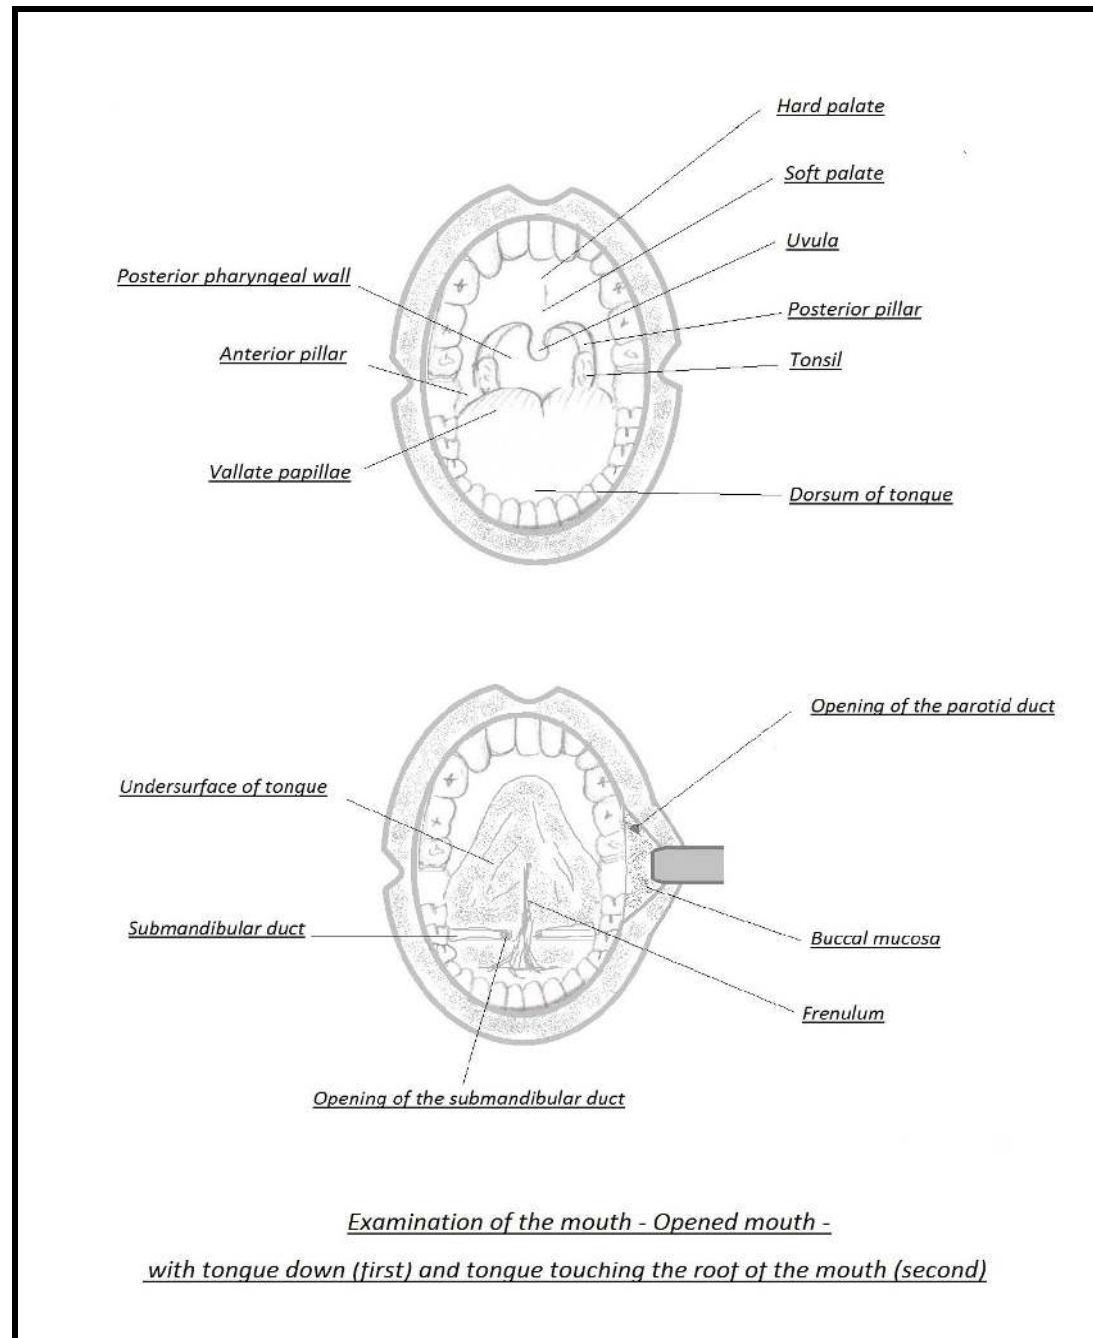 Hard palate
Soft palate
Uvula
Posterior pharyngeal wall
Posterior pillar
Anterior pillar
Tonsil
Vallate papillae
Dorsum of tongue
Opening of the parotid duct
Undersurface of tongue
Submandibular duct
Buccal mucosa
Frenulum
Opening of the submandibular duct
Examination of the mouth - Opened mouth -
with tongue down (first) and tongue touching the roof of the mouth (second)